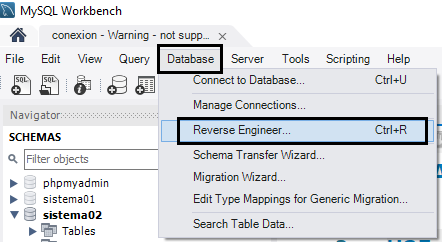 MySQL Workbench
conexion - Warning - not supp...
File Edit View Query Database Server Tools Scripting Help
Connect to Database... Ctrl+U
Manage Connections...
Reverse Engineer... Ctrl+R
Schema Transfer Wizard...
Migration Wizard...
Edit Type Mappings for Generic Migration...
Search Table Data...
SQL SQL
Navigator
SCHEMAS
Filter objects
phpmyadmin
sistema01
sistema02
Tables